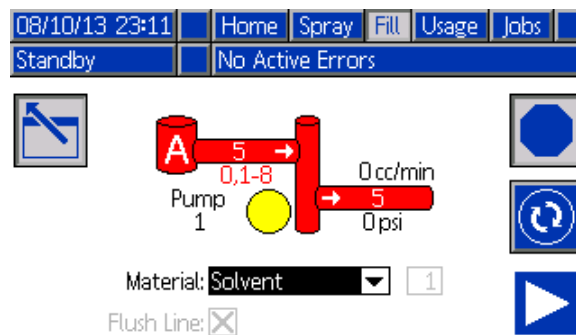 08/10/13 23:11 Home Spray Fill Usage Jobs
Standby No Active Errors
A 5
0,1-8
0 cc/min
Pump
1
5
0 psi
Material: Solvent 1
Flush Line: